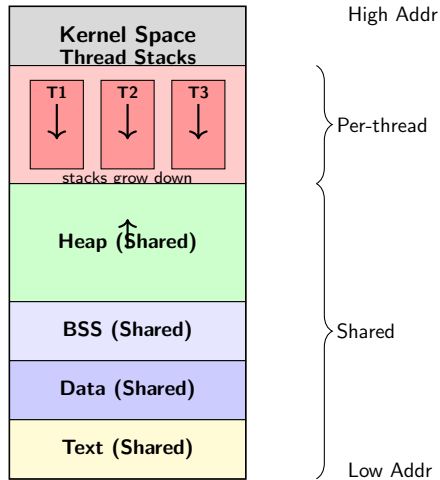 High Addr
Kernel Space
Thread Stacks
T1 T2 T3
Per-thread
stacks grow down
Heap (Shared)
BSS (Shared)
Shared
Data (Shared)
Text (Shared)
Low Addr